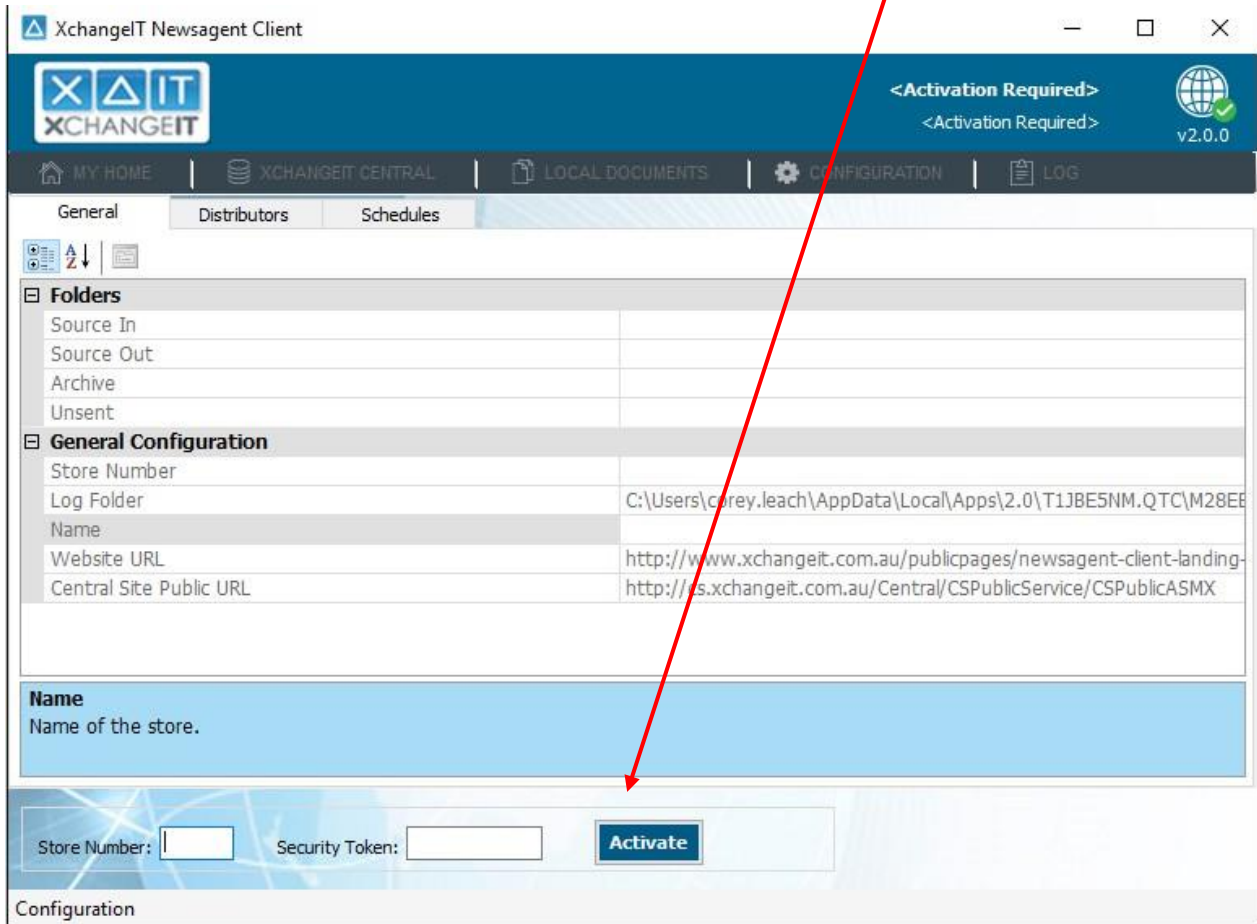 XchangeIT Newsagent Client
XΔIT
XCHANGEIT
<Activation Required>
<Activation Required>
v2.0.0
MY HOME | XCHANGEIT CENTRAL | LOCAL DOCUMENTS | CONFIGURATION | LOG
General Distributors Schedules
Folders
Source In
Source Out
Archive
Unsent
General Configuration
Store Number
Log Folder C:\Users\corey.leach\AppData\Local\Apps\2.0\T1JBE5NM.QTC\M28EE
Name
Website URL http://www.xchangeit.com.au/publicpages/newsagent-client-landing-
Central Site Public URL http://cs.xchangeit.com.au/Central/CSPublicService/CSPublicASMX
Name
Name of the store.
Store Number: Security Token: Activate
Configuration